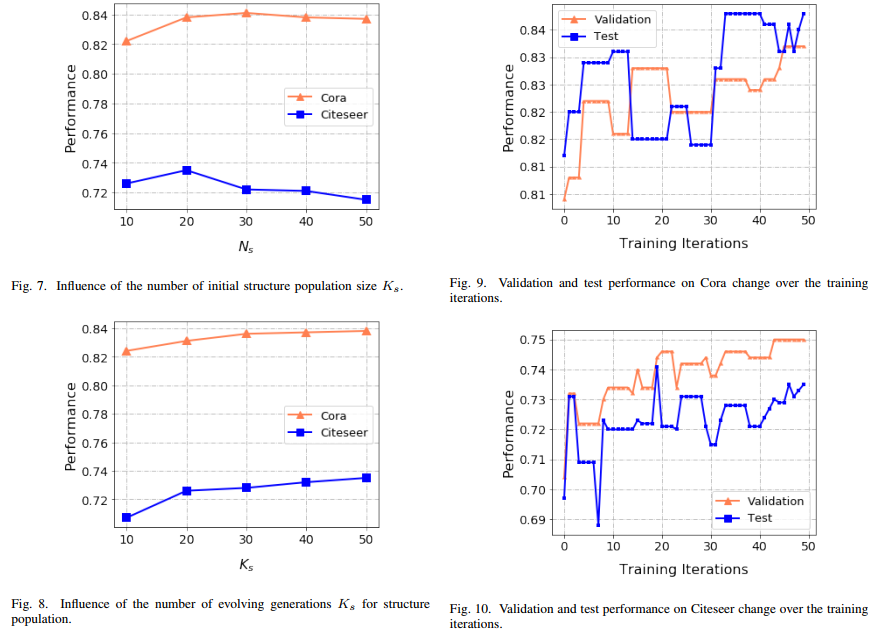 0.84
0.82
0.80
0.78
0.76
0.74
0.72
Performance
Cora
Citeseer
10 20 30 40 50
N_s
Fig. 7. Influence of the number of initial structure population size K_s.
0.84
0.83
0.83
0.82
0.82
0.81
0.81
Performance
Validation
Test
0 10 20 30 40 50
Training Iterations
Fig. 9. Validation and test performance on Cora change over the training
iterations.
0.84
0.82
0.80
0.78
0.76
0.74
0.72
Performance
Cora
Citeseer
10 20 30 40 50
K_s
Fig. 8. Influence of the number of evolving generations K_s for structure
population.
0.75
0.74
0.73
0.72
0.71
0.70
0.69
Performance
Validation
Test
0 10 20 30 40 50
Training Iterations
Fig. 10. Validation and test performance on Citeseer change over the training
iterations.